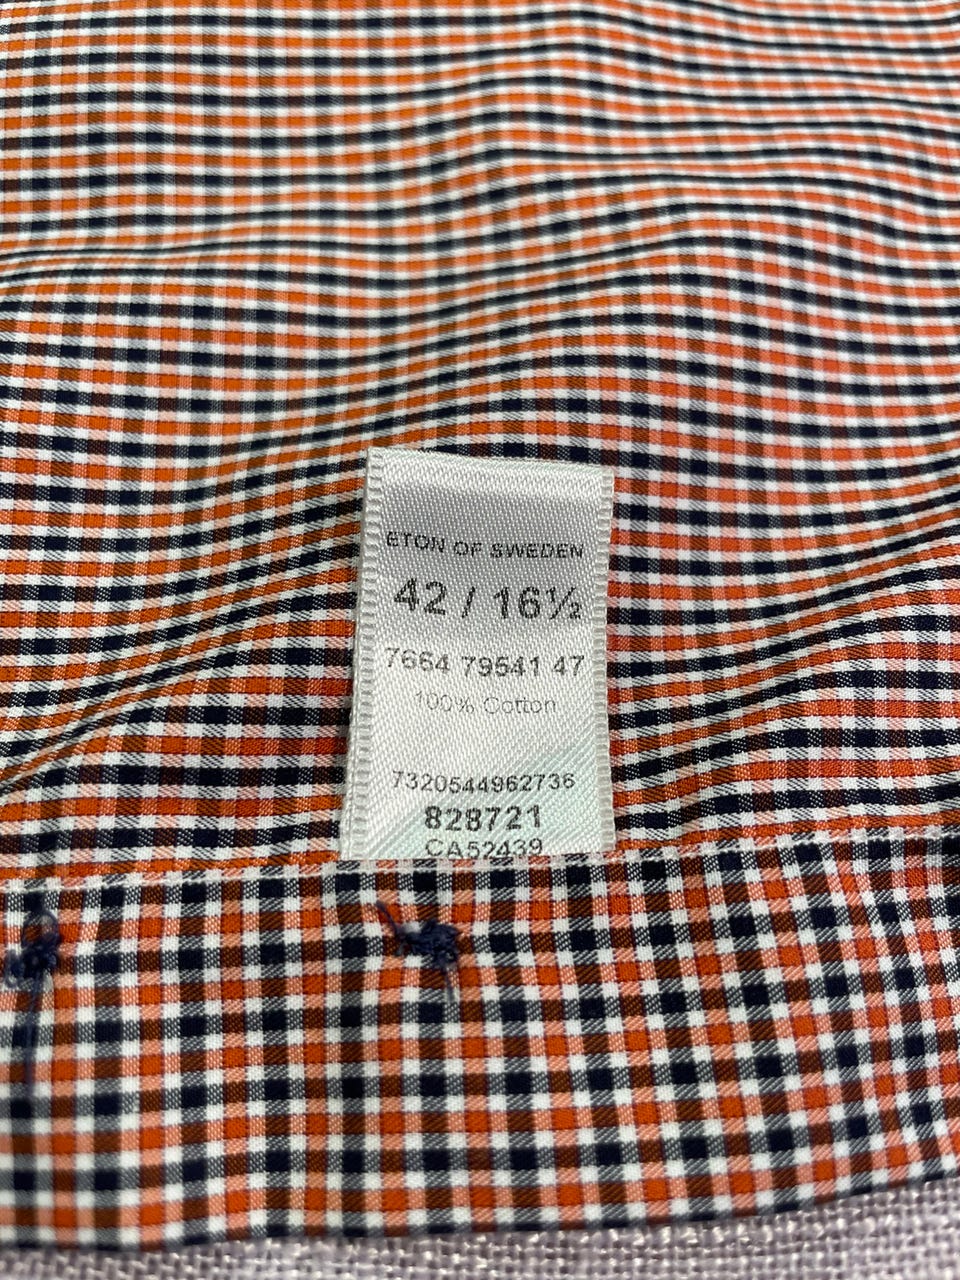 ETON OF SWEDEN
42 / 16½
7664 79541 47
100% Cotton
7320544962736
828721
CA52439